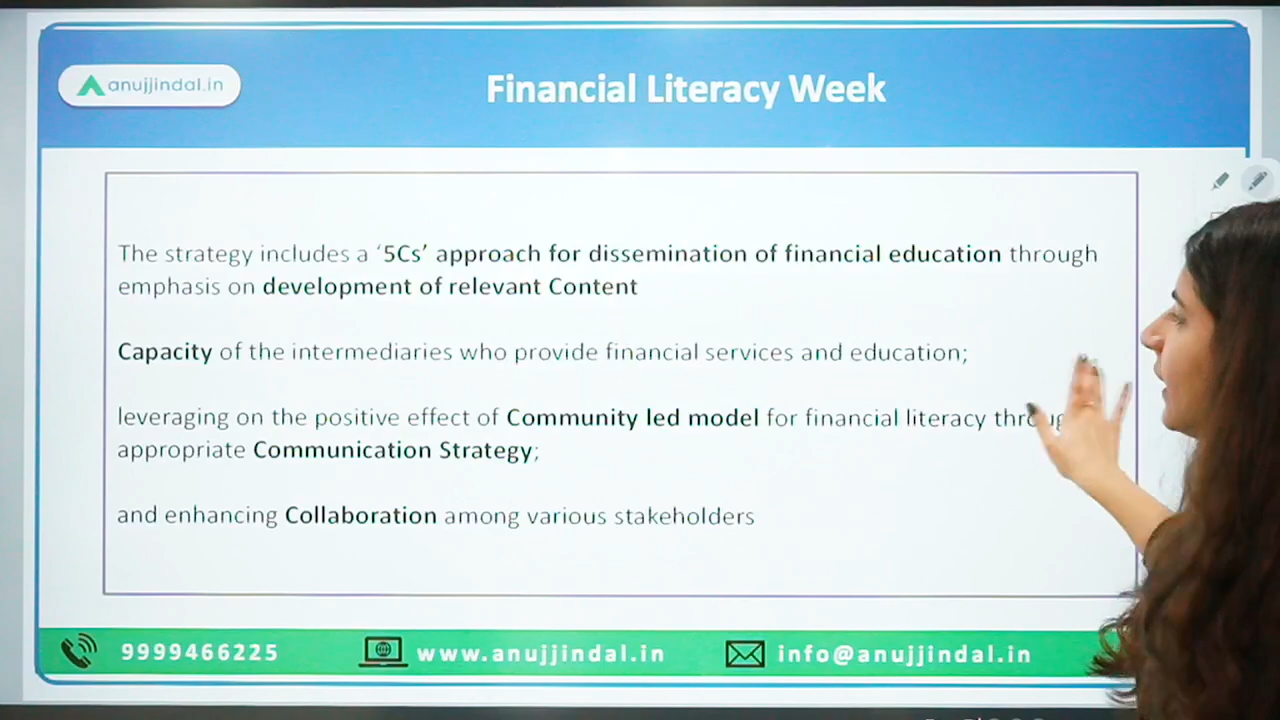 anujjindal.in
Financial Literacy Week
The strategy includes a ‘5Cs’ approach for dissemination of financial education through
emphasis on development of relevant Content
Capacity of the intermediaries who provide financial services and education;
leveraging on the positive effect of Community led model for financial literacy
appropriate Communication Strategy;
and enhancing Collaboration among various stakeholders
9999466225
www.anujjindal.in
info@anujjindal.in